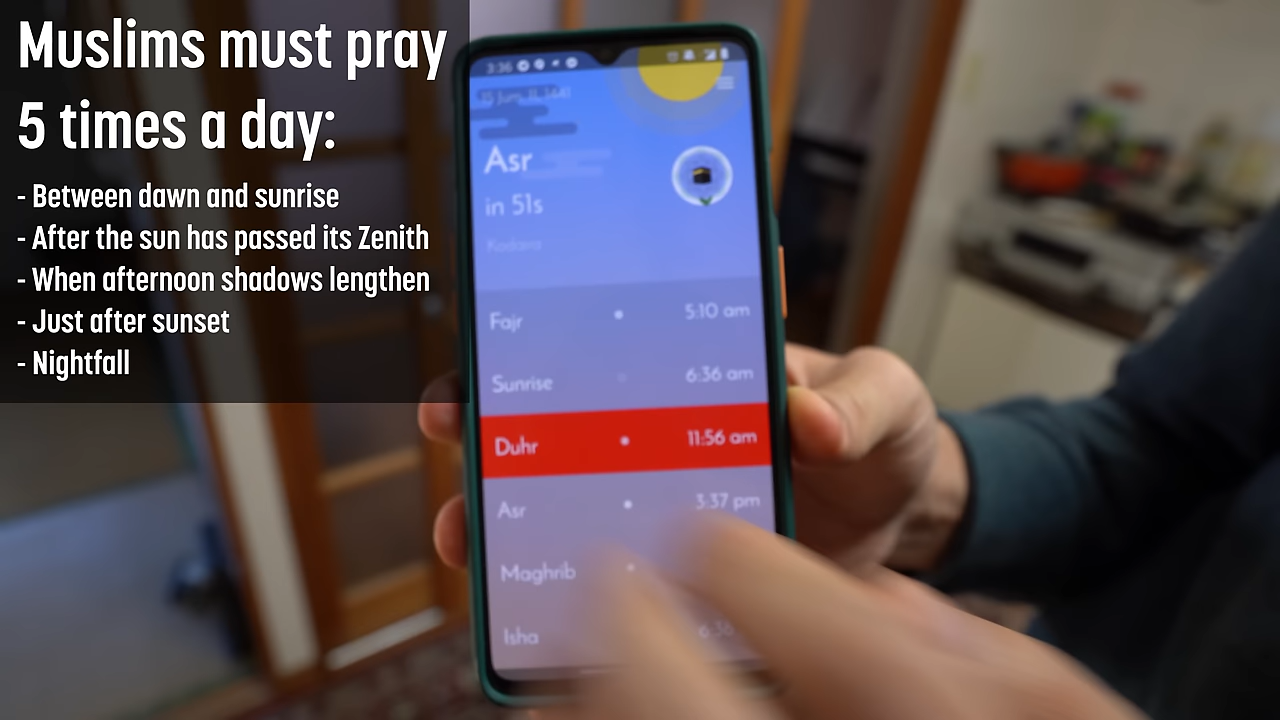 Muslims must pray
5 times a day:
- Between dawn and sunrise
- After the sun has passed its Zenith
- When afternoon shadows lengthen
- Just after sunset
- Nightfall
3:36
Asr
in 51s
Fajr 5:10 am
Sunrise 6:36 am
Duhr 11:56 am
Asr 3:37 pm
Maghrib
Isha